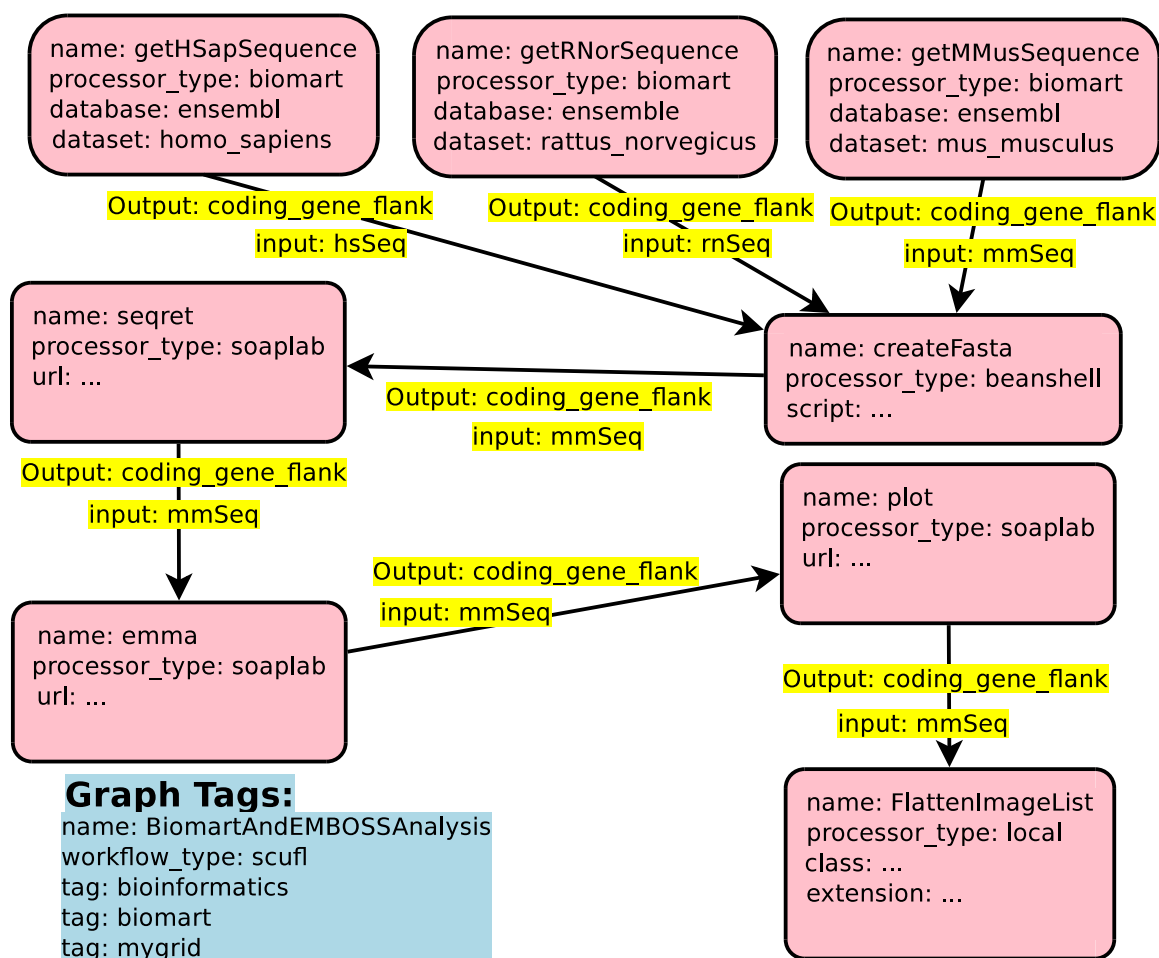 name: getHSapSequence
processor_type: biomart
database: ensembl
dataset: homo_sapiens
name: getRNorSequence
processor_type: biomart
database: ensemble
dataset: rattus_norvegicus
name: getMMusSequence
processor_type: biomart
database: ensembl
dataset: mus_musculus
Output: coding_gene_flank
input: hsSeq
Output: coding_gene_flank
input: rnSeq
Output: coding_gene_flank
input: mmSeq
name: seqret
processor_type: soaplab
url: ...
name: createFasta
processor_type: beanshell
script: ...
Output: coding_gene_flank
input: mmSeq
Output: coding_gene_flank
input: mmSeq
name: plot
processor_type: soaplab
url: ...
Output: coding_gene_flank
input: mmSeq
name: emma
processor_type: soaplab
url: ...
Output: coding_gene_flank
input: mmSeq
name: FlattenImageList
processor_type: local
class: ...
extension: ...
Graph Tags:
name: BiomartAndEMBOSSAnalysis
workflow_type: scufl
tag: bioinformatics
tag: biomart
tag: mygrid